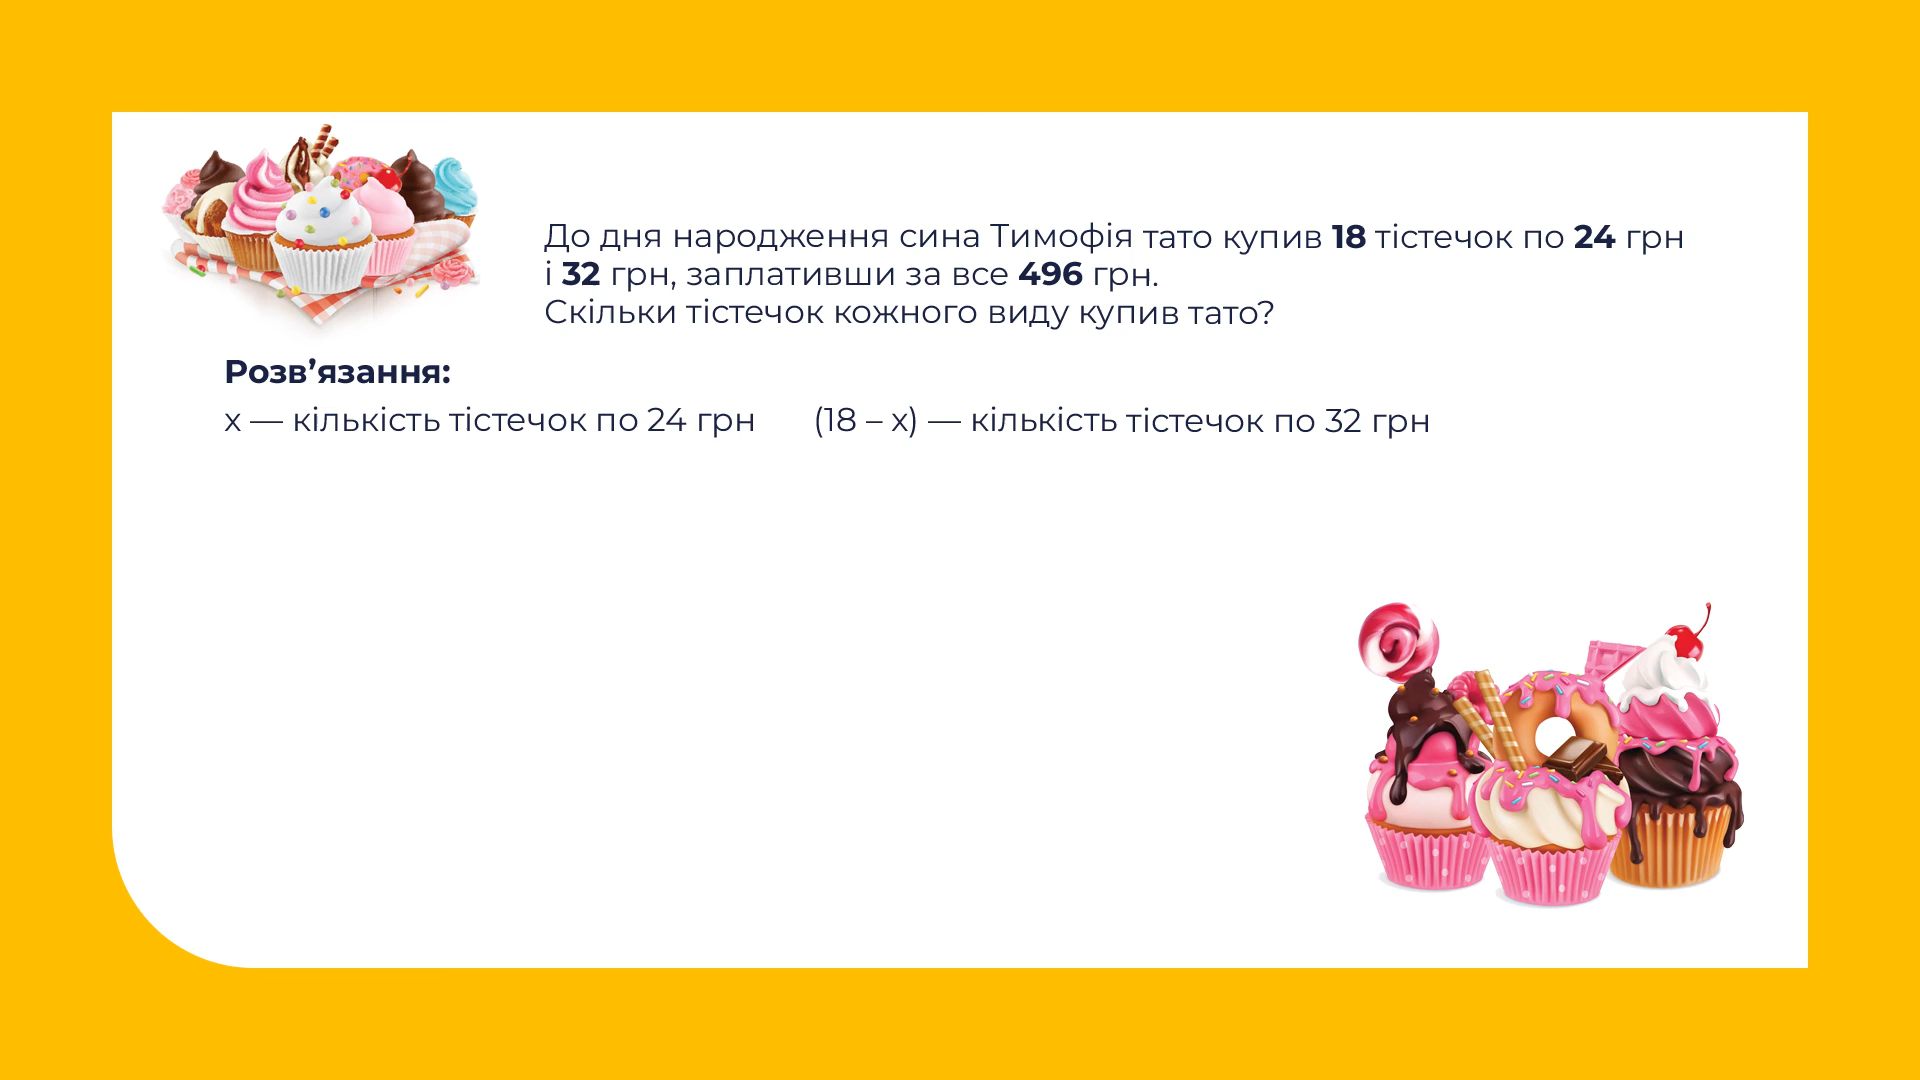 До дня народження сина Тимофія тато купив 18 тістечок по 24 грн
і 32 грн, заплативши за все 496 грн.
Скільки тістечок кожного виду купив тато?
Розв’язання:
х — кількість тістечок по 24 грн (18 – х) — кількість тістечок по 32 грн